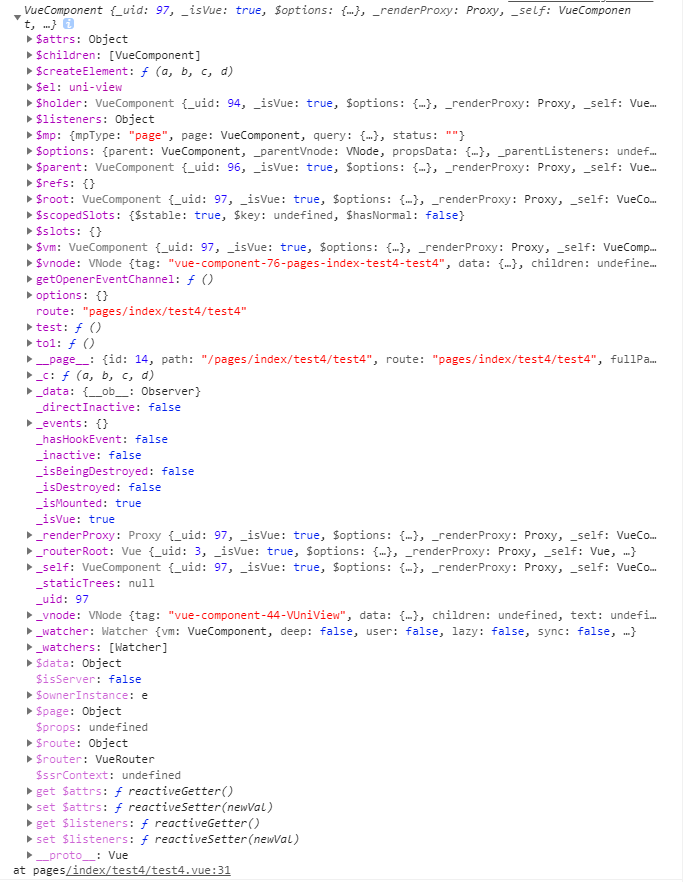 VueComponent {_uid: 97, _isVue: true, $options: {…}, _renderProxy: Proxy, _self: VueComponen
t, …}
$attrs: Object
$children: [VueComponent]
$createElement: ƒ (a, b, c, d)
$el: uni-view
$holder: VueComponent {_uid: 94, _isVue: true, $options: {…}, _renderProxy: Proxy, _self: Vue…
$listeners: Object
$mp: {mpType: "page", page: VueComponent, query: {…}, status: ""}
$options: {parent: VueComponent, _parentVnode: VNode, propsData: {…}, _parentListeners: undef…
$parent: VueComponent {_uid: 96, _isVue: true, $options: {…}, _renderProxy: Proxy, _self: Vue…
$refs: {}
$root: VueComponent {_uid: 97, _isVue: true, $options: {…}, _renderProxy: Proxy, _self: VueCo…
$scopedSlots: {$stable: true, $key: undefined, $hasNormal: false}
$slots: {}
$vm: VueComponent {_uid: 97, _isVue: true, $options: {…}, _renderProxy: Proxy, _self: VueComp…
$vnode: VNode {tag: "vue-component-76-pages-index-test4-test4", data: {…}, children: undefine…
getOpenerEventChannel: ƒ ()
options: {}
route: "pages/index/test4/test4"
test: ƒ ()
to1: ƒ ()
__page__: {id: 14, path: "/pages/index/test4/test4", route: "pages/index/test4/test4", fullPa…
_c: ƒ (a, b, c, d)
_data: {__ob__: Observer}
_directInactive: false
_events: {}
_hasHookEvent: false
_inactive: false
_isBeingDestroyed: false
_isDestroyed: false
_isMounted: true
_isVue: true
_renderProxy: Proxy {_uid: 97, _isVue: true, $options: {…}, _renderProxy: Proxy, _self: VueCo…
_routerRoot: Vue {_uid: 3, _isVue: true, $options: {…}, _renderProxy: Proxy, _self: Vue, …}
_self: VueComponent {_uid: 97, _isVue: true, $options: {…}, _renderProxy: Proxy, _self: VueCo…
_staticTrees: null
_uid: 97
_vnode: VNode {tag: "vue-component-44-VUniView", data: {…}, children: undefined, text: undefi…
_watcher: Watcher {vm: VueComponent, deep: false, user: false, lazy: false, sync: false, …}
_watchers: [Watcher]
$data: Object
$isServer: false
$ownerInstance: e
$page: Object
$props: undefined
$route: Object
$router: VueRouter
$ssrContext: undefined
get $attrs: ƒ reactiveGetter()
set $attrs: ƒ reactiveSetter(newVal)
get $listeners: ƒ reactiveGetter()
set $listeners: ƒ reactiveSetter(newVal)
__proto__: Vue
at pages/index/test4/test4.vue:31